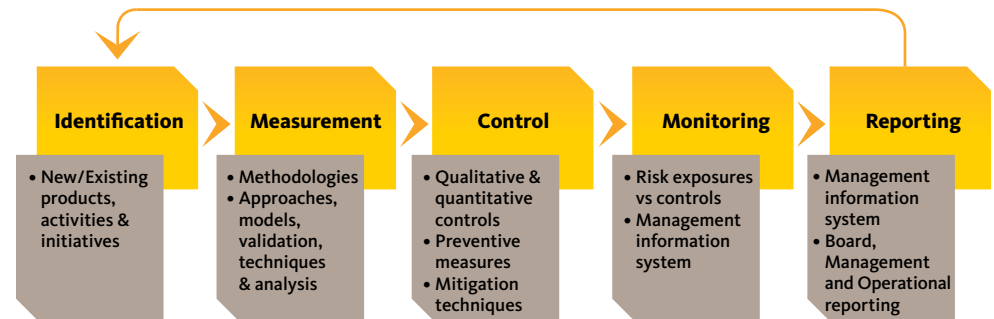 Identification
• New/Existing
products,
activities &
initiatives
Measurement
• Methodologies
• Approaches,
models,
validation,
techniques
& analysis
Control
• Qualitative &
quantitative
controls
• Preventive
measures
• Mitigation
techniques
Monitoring
• Risk exposures
vs controls
• Management
information
system
Reporting
• Management
information
system
• Board,
Management
and Operational
reporting